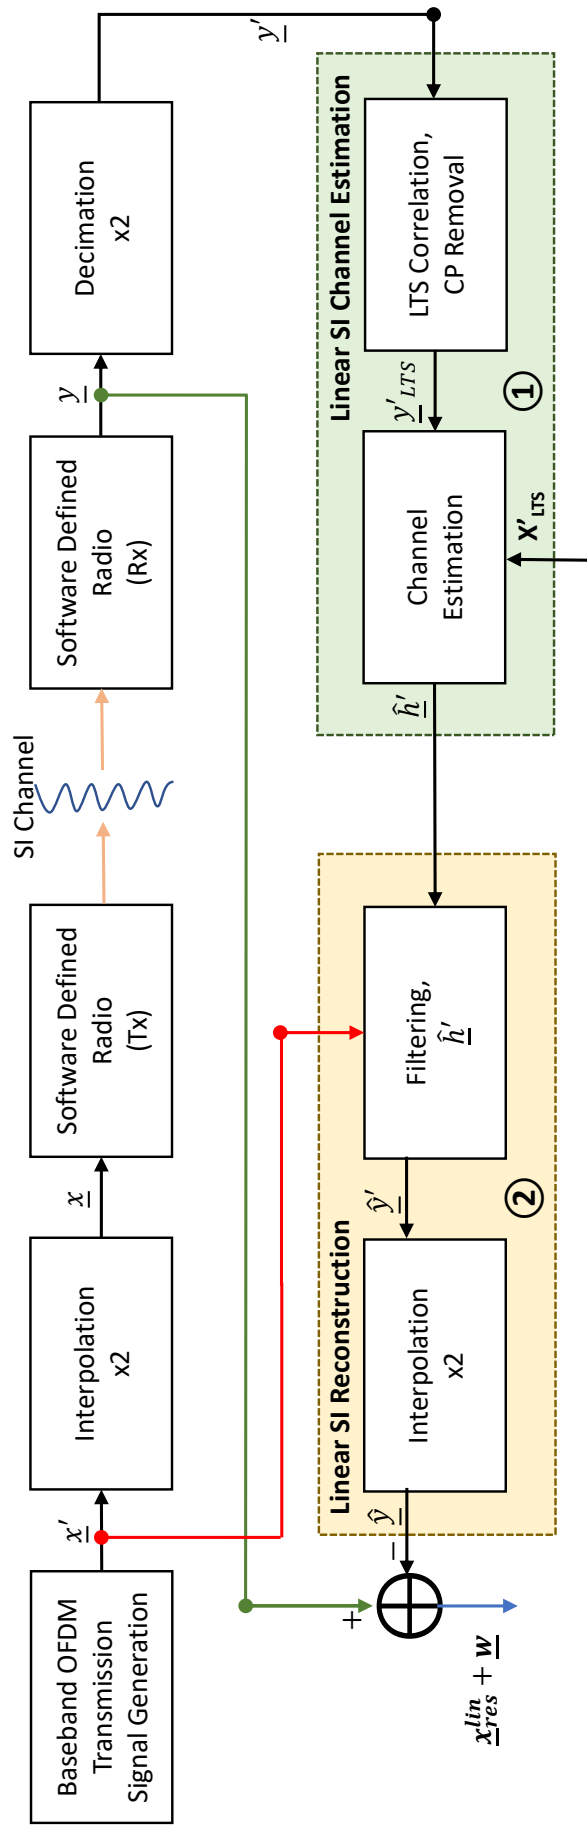 Baseband OFDM
Transmission
Signal Generation
x′
Interpolation
x2
x
Software Defined
Radio
(Tx)
SI Channel
Software Defined
Radio
(Rx)
y
Decimation
x2
y′
Linear SI Channel Estimation
LTS Correlation,
CP Removal
y′LTS
Channel
Estimation
X'LTS
①
ĥ′
Linear SI Reconstruction
Filtering,
ĥ′
ŷ′
Interpolation
x2
②
ŷ
−
+
x_res^lin + w